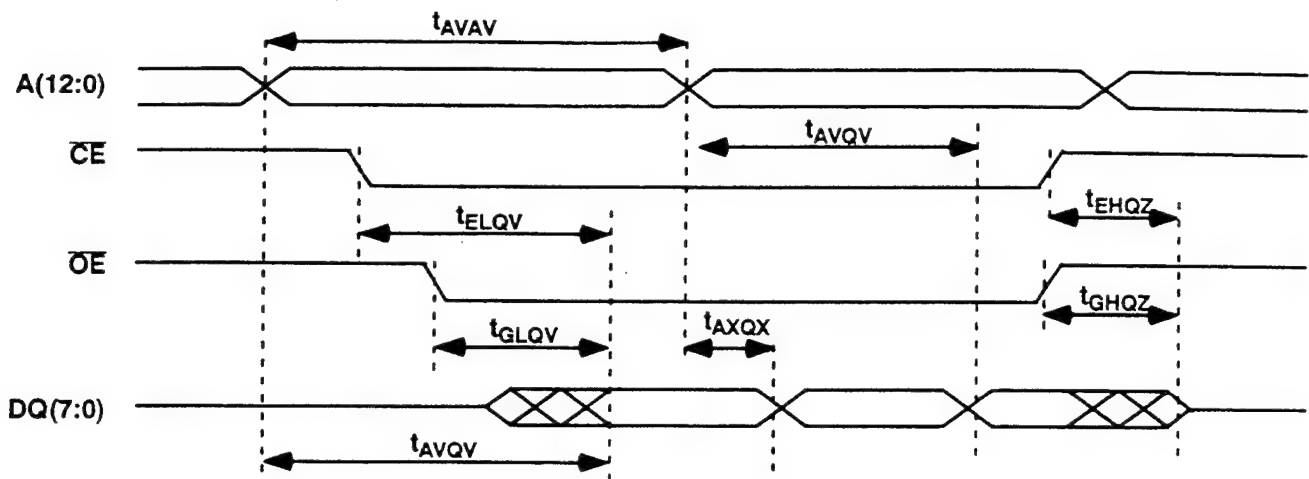 tAVAV
A(12:0)
tAVQV
CE
tELQV
tEHQZ
OE
tGLQV
tAXQX
tGHQZ
DQ(7:0)
tAVQV